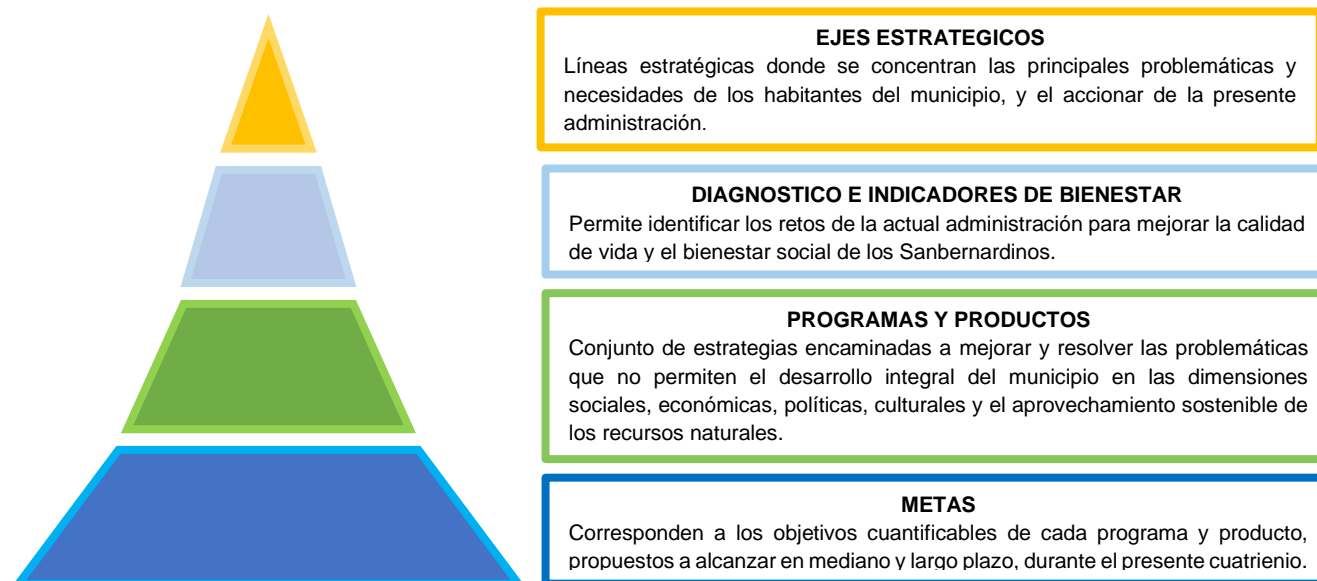 EJES ESTRATEGICOS
Líneas estratégicas donde se concentran las principales problemáticas y
necesidades de los habitantes del municipio, y el accionar de la presente
administración.
DIAGNOSTICO E INDICADORES DE BIENESTAR
Permite identificar los retos de la actual administración para mejorar la calidad
de vida y el bienestar social de los Sanbernardinos.
PROGRAMAS Y PRODUCTOS
Conjunto de estrategias encaminadas a mejorar y resolver las problemáticas
que no permiten el desarrollo integral del municipio en las dimensiones
sociales, económicas, políticas, culturales y el aprovechamiento sostenible de
los recursos naturales.
METAS
Corresponden a los objetivos cuantificables de cada programa y producto,
propuestos a alcanzar en mediano y largo plazo, durante el presente cuatrienio.